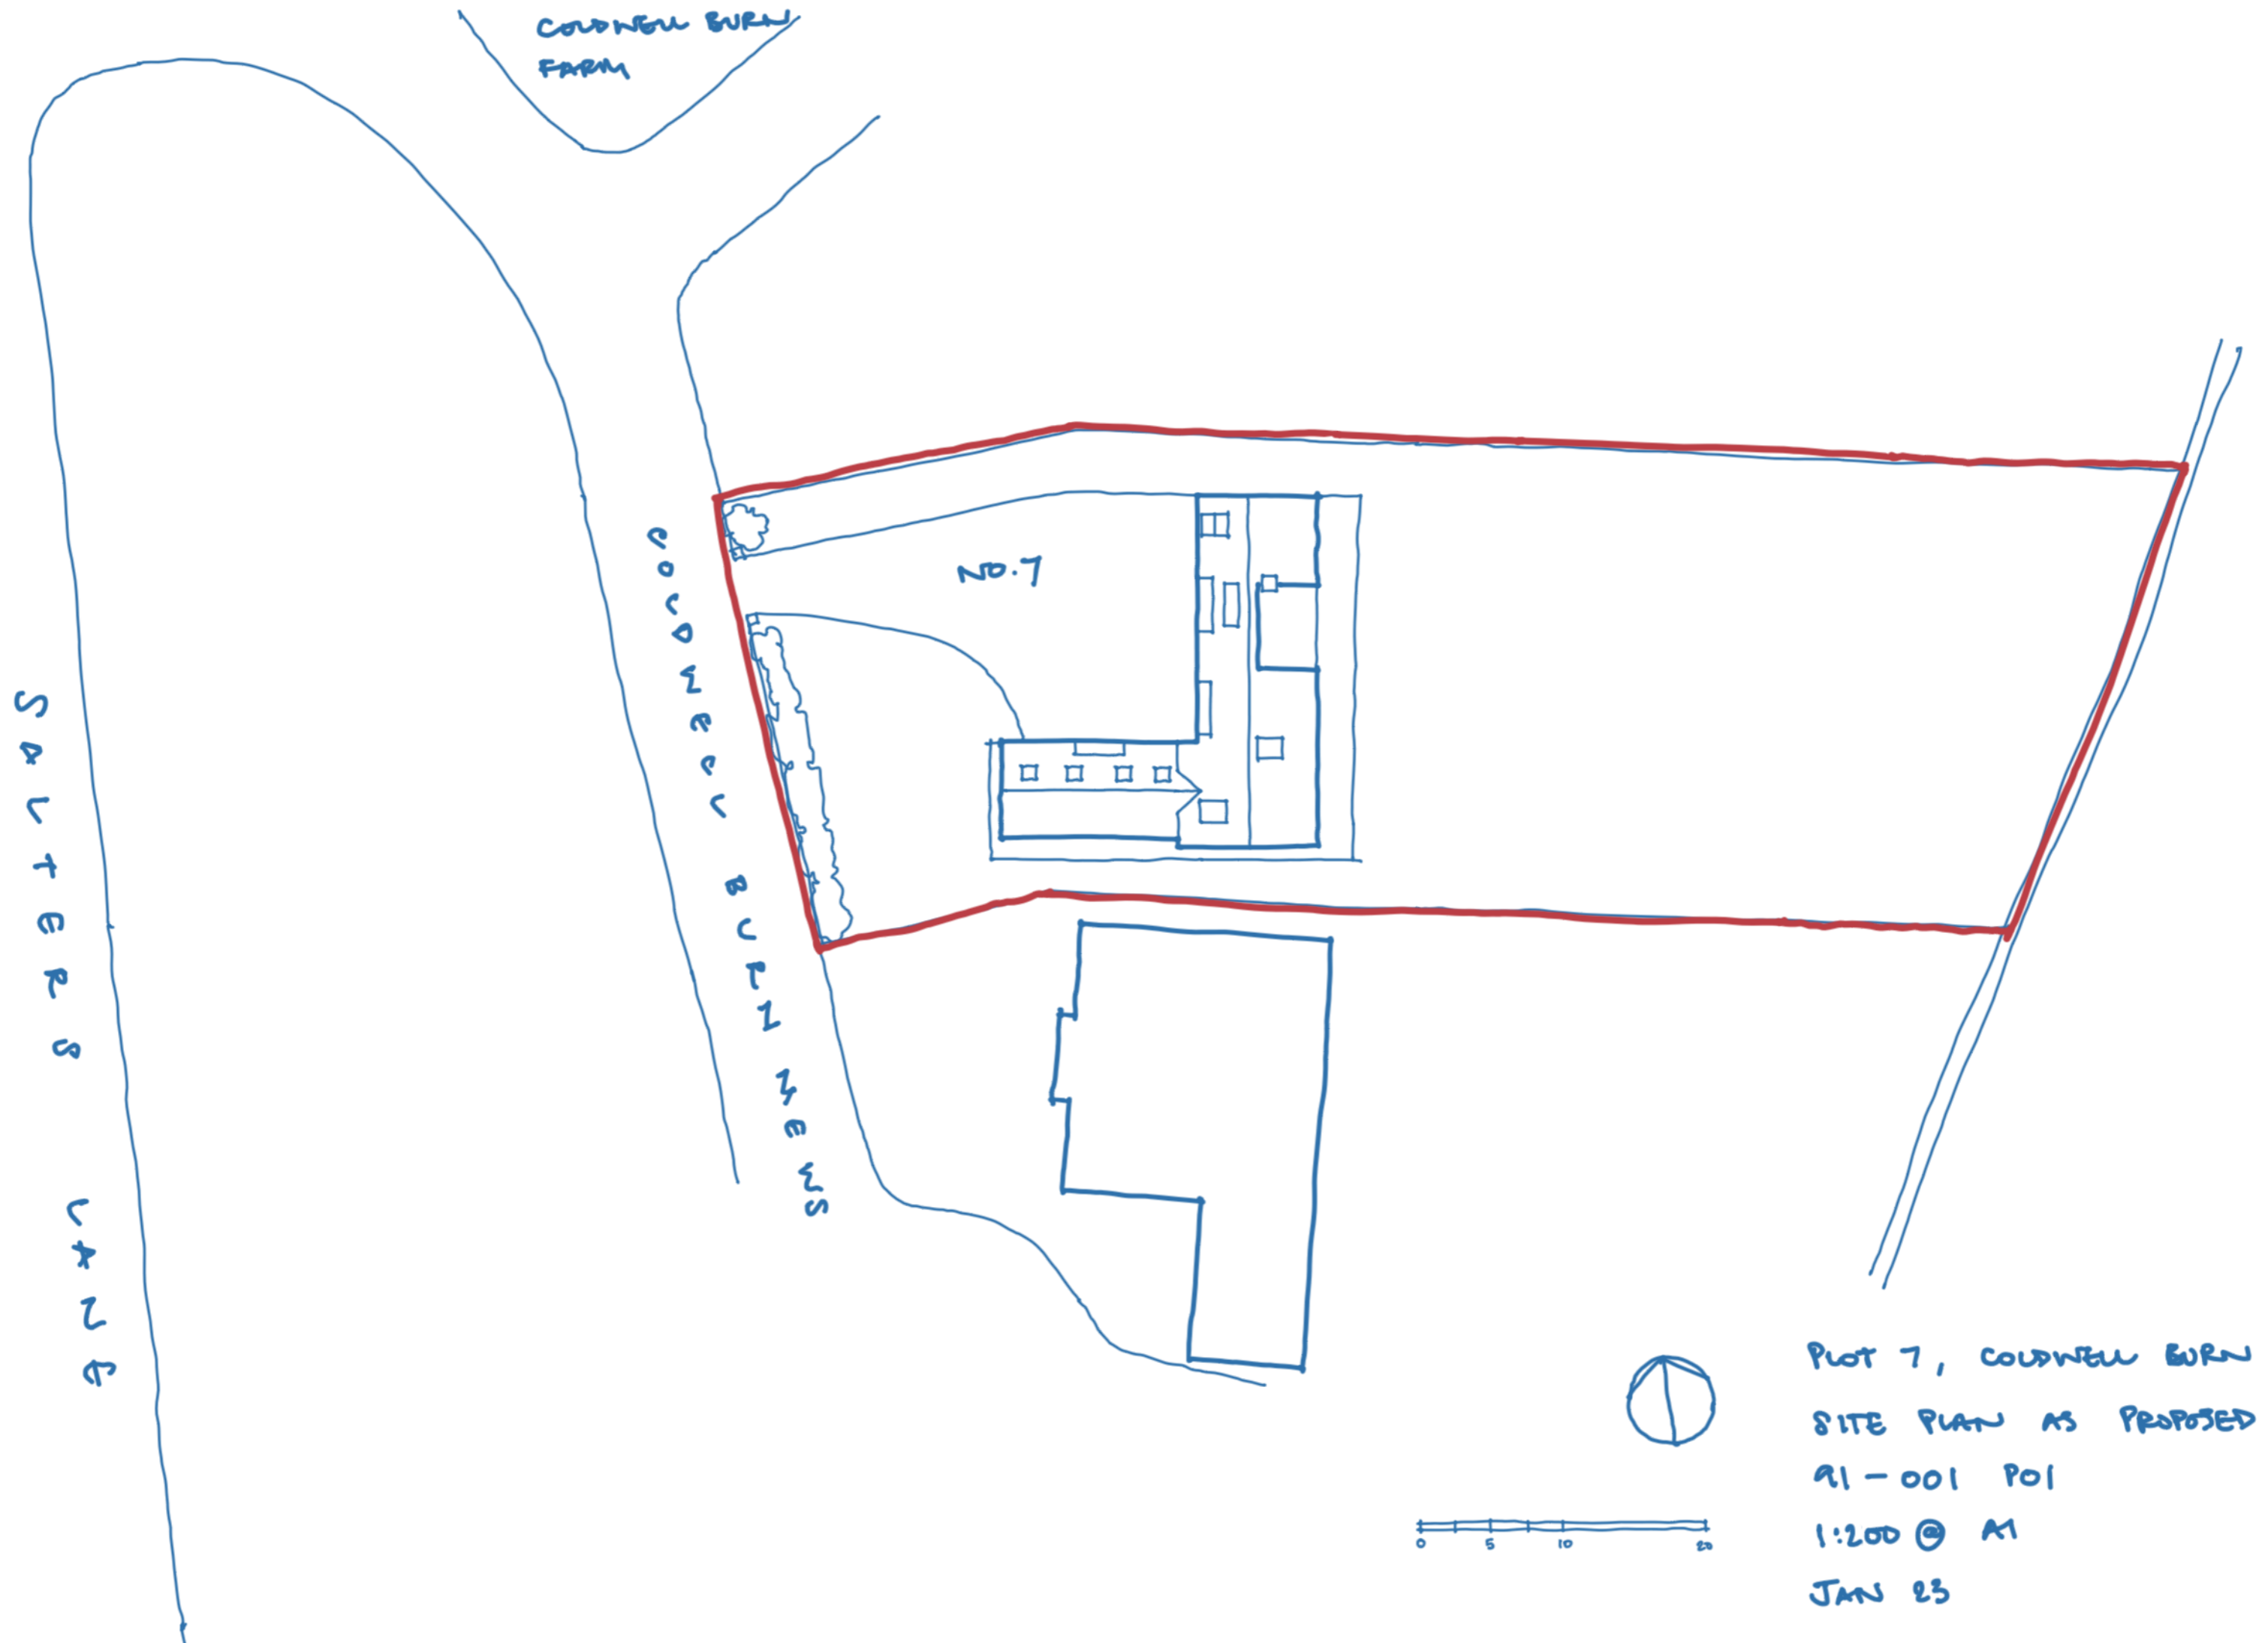 COLDWELL BURN
FARM
No.7
COLDWELL BURN MEWS
SALTERS LANE
0 5 10 20
PLOT 7, COLDWELL BURN
SITE PLAN AS PROPOSED
91-001 P01
1:200 @ A1
JAN 23